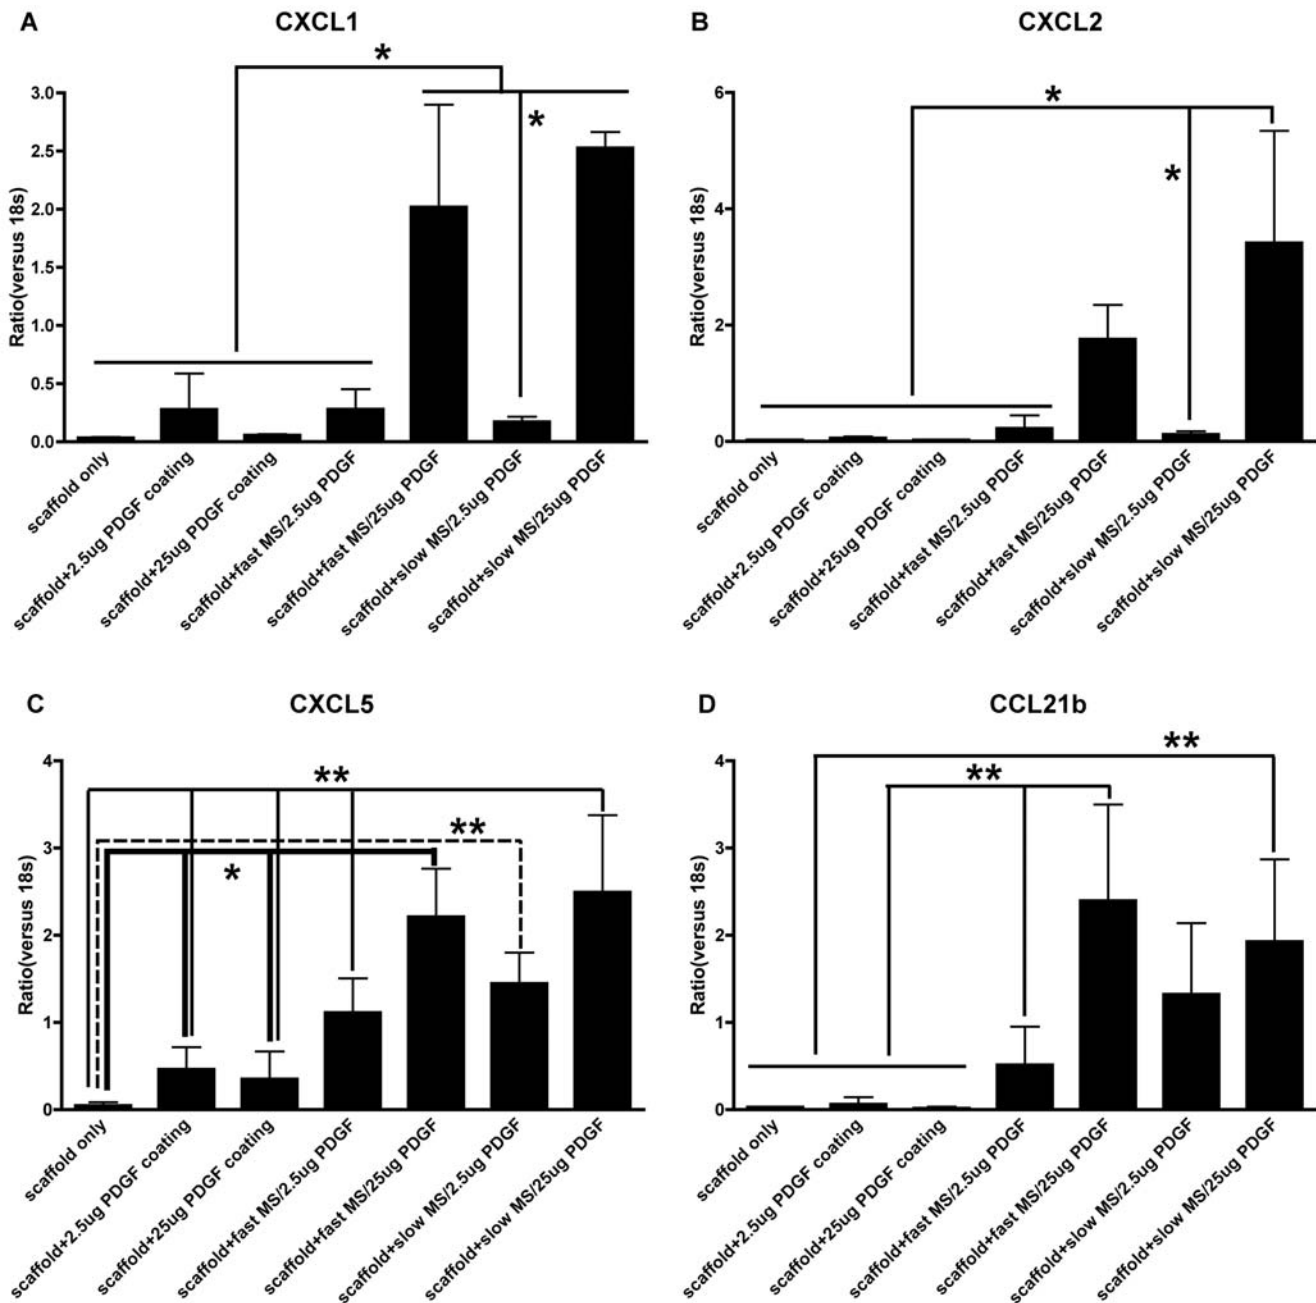 A
CXCL1
*
*
3.0
2.5
2.0
1.5
1.0
0.5
0.0
Ratio(versus 18s)
scaffold only
scaffold+2.5ug PDGF coating
scaffold+25ug PDGF coating
scaffold+fast MS/2.5ug PDGF
scaffold+fast MS/25ug PDGF
scaffold+slow MS/2.5ug PDGF
scaffold+slow MS/25ug PDGF
B
CXCL2
*
*
6
4
2
0
Ratio(versus 18s)
scaffold only
scaffold+2.5ug PDGF coating
scaffold+25ug PDGF coating
scaffold+fast MS/2.5ug PDGF
scaffold+fast MS/25ug PDGF
scaffold+slow MS/2.5ug PDGF
scaffold+slow MS/25ug PDGF
C
CXCL5
**
**
*
4
3
2
1
0
Ratio(versus 18s)
scaffold only
scaffold+2.5ug PDGF coating
scaffold+25ug PDGF coating
scaffold+fast MS/2.5ug PDGF
scaffold+fast MS/25ug PDGF
scaffold+slow MS/2.5ug PDGF
scaffold+slow MS/25ug PDGF
D
CCL21b
**
**
4
3
2
1
0
Ratio(versus 18s)
scaffold only
scaffold+2.5ug PDGF coating
scaffold+25ug PDGF coating
scaffold+fast MS/2.5ug PDGF
scaffold+fast MS/25ug PDGF
scaffold+slow MS/2.5ug PDGF
scaffold+slow MS/25ug PDGF